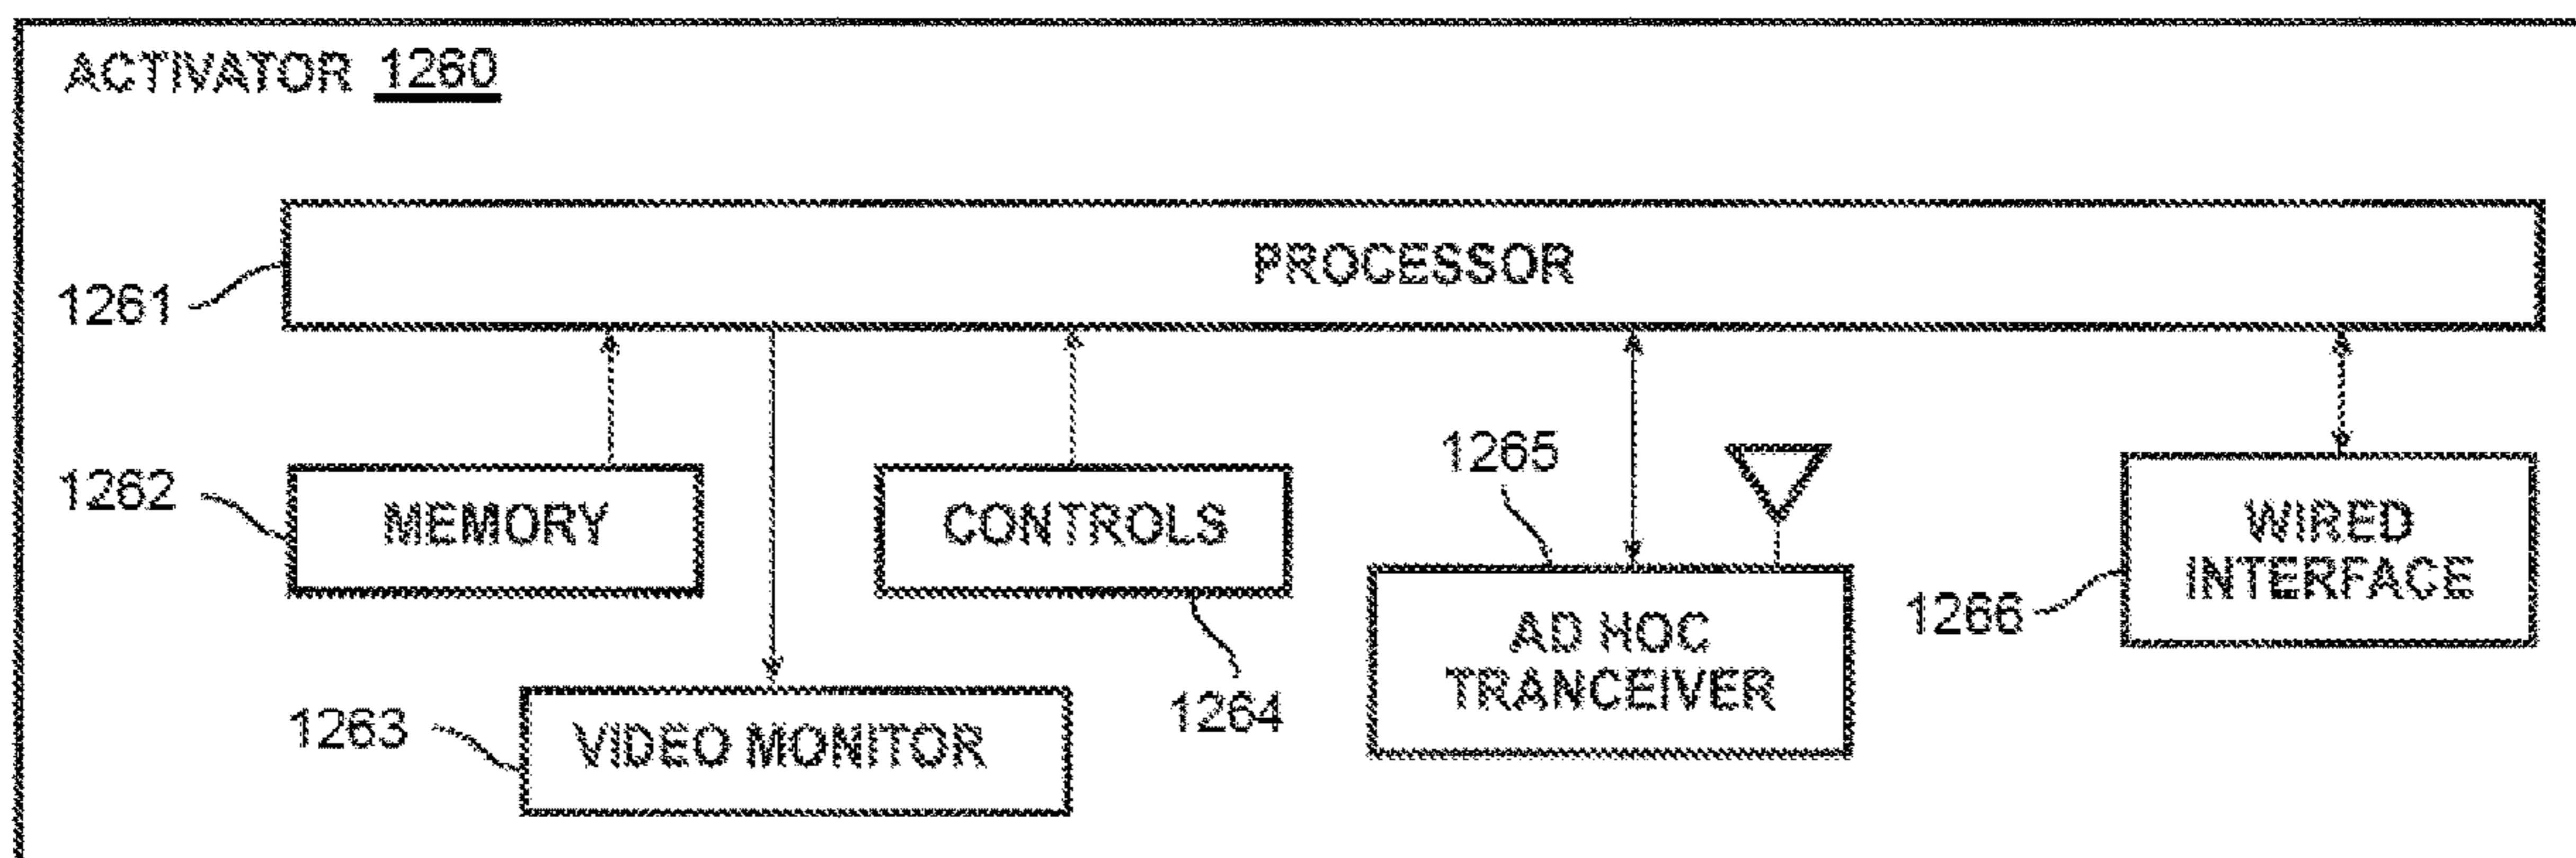 ACTIVATOR 1260
PROCESSOR
1261
1262
MEMORY
CONTROLS
1265
WIRED
INTERFACE
1266
AD HOC
TRANCEIVER
1264
1263
VIDEO MONITOR